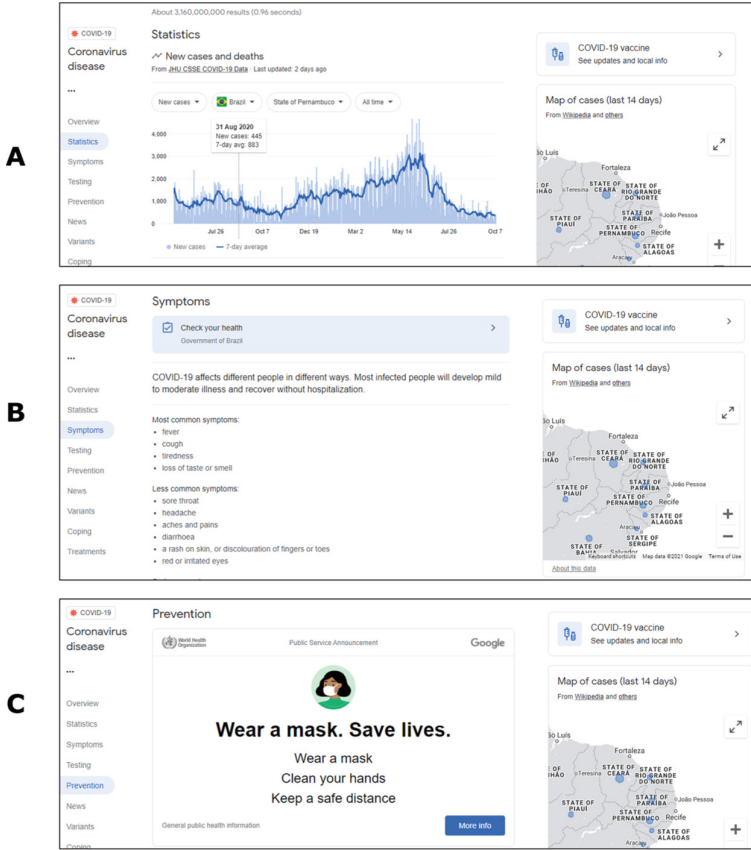 About 3,160,000,000 results (0.96 seconds)
A
COVID-19
Coronavirus
disease
...
Overview
Statistics
Symptoms
Testing
Prevention
News
Variants
Coping
Statistics
New cases and deaths
From JHU CSSE COVID-19 Data · Last updated: 2 days ago
New cases
Brazil
State of Pernambuco
All time
31 Aug 2020
New cases: 445
7-day avg: 883
4,000
3,000
2,000
1,000
0
Jul 26
Oct 7
Dec 19
Mar 2
May 14
Jul 26
Oct 7
New cases
7-day average
COVID-19 vaccine
See updates and local info
Map of cases (last 14 days)
From Wikipedia and others
ão Luís
Fortaleza
E OF
NHÃO
Teresina
STATE OF
CEARÁ
STATE OF
RIO GRANDE
DO NORTE
STATE OF
PIAUÍ
STATE OF
PARAÍBA
João Pessoa
STATE OF
PERNAMBUCO
Recife
STATE OF
ALAGOAS
Aracaju
+
B
COVID-19
Coronavirus
disease
...
Overview
Statistics
Symptoms
Testing
Prevention
News
Variants
Coping
Treatments
Symptoms
Check your health
Government of Brazil
COVID-19 affects different people in different ways. Most infected people will develop mild
to moderate illness and recover without hospitalization.
Most common symptoms:
• fever
• cough
• tiredness
• loss of taste or smell
Less common symptoms:
• sore throat
• headache
• aches and pains
• diarrhoea
• a rash on skin, or discolouration of fingers or toes
• red or irritated eyes
COVID-19 vaccine
See updates and local info
Map of cases (last 14 days)
From Wikipedia and others
ão Luís
Fortaleza
E OF
NHÃO
Teresina
STATE OF
CEARÁ
STATE OF
RIO GRANDE
DO NORTE
STATE OF
PIAUÍ
STATE OF
PARAÍBA
João Pessoa
STATE OF
PERNAMBUCO
Recife
STATE OF
ALAGOAS
Aracaju
STATE OF
SERGIPE
STATE OF
BAHIA
Salvador
+
−
Keyboard shortcuts
Map data ©2021 Google
Terms of Use
About this data
C
COVID-19
Coronavirus
disease
...
Overview
Statistics
Symptoms
Testing
Prevention
News
Variants
Coping
Prevention
World Health
Organization
Public Service Announcement
Google
Wear a mask. Save lives.
Wear a mask
Clean your hands
Keep a safe distance
General public health information
More info
COVID-19 vaccine
See updates and local info
Map of cases (last 14 days)
From Wikipedia and others
ão Luís
Fortaleza
E OF
NHÃO
Teresina
STATE OF
CEARÁ
STATE OF
RIO GRANDE
DO NORTE
STATE OF
PIAUÍ
STATE OF
PARAÍBA
João Pessoa
STATE OF
PERNAMBUCO
Recife
STATE OF
ALAGOAS
Aracaju
+